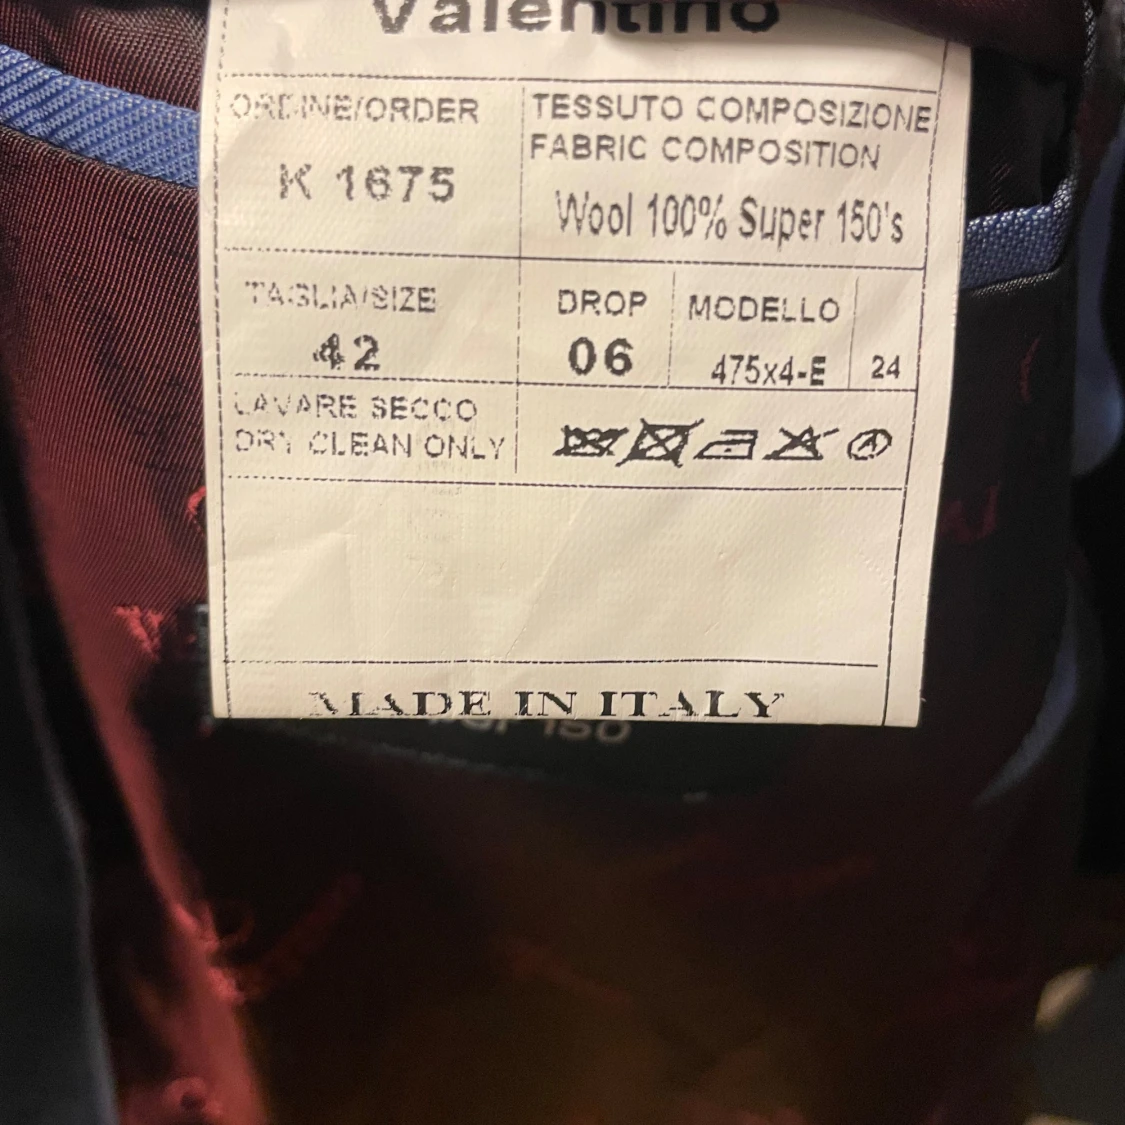 Valentino
ORDINE/ORDER
K 1675
TESSUTO COMPOSIZIONE
FABRIC COMPOSITION
Wool 100% Super 150's
TAGLIA/SIZE
42
DROP
06
MODELLO
475x4-E
24
LAVARE SECCO
DRY CLEAN ONLY
A
MADE IN ITALY
150